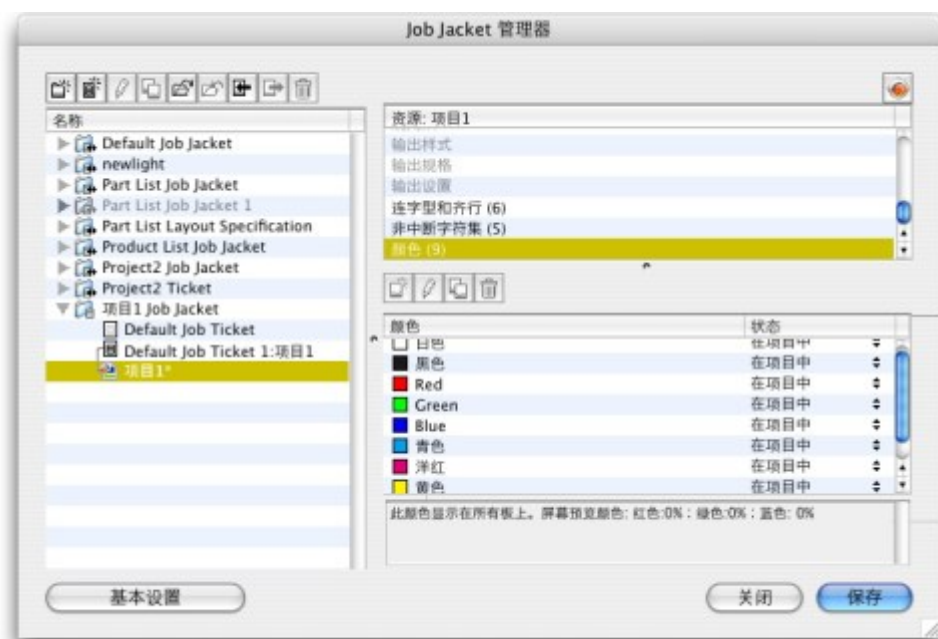 Job Jacket 管理器
名称
Default Job Jacket
newlight
Part List Job Jacket
Part List Job Jacket 1
Part List Layout Specification
Product List Job Jacket
Project2 Job Jacket
Project2 Ticket
项目1 Job Jacket
Default Job Ticket
Default Job Ticket 1:项目1
项目1*
资源: 项目1
输出样式
输出规格
输出设置
连字型和齐行 (6)
非中断字符集 (5)
颜色 (9)
颜色 状态
白色 在项目中
黑色 在项目中
Red 在项目中
Green 在项目中
Blue 在项目中
青色 在项目中
洋红 在项目中
黄色 在项目中
此颜色显示在所有板上。屏幕预览颜色: 红色:0%；绿色:0%；蓝色: 0%
基本设置 关闭 保存